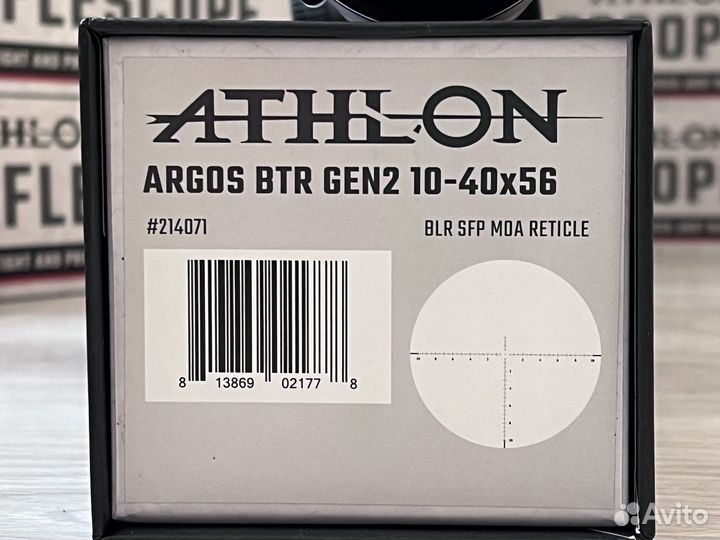 ATHLON
ARGOS BTR GEN2 10-40x56
#214071
BLR SFP MOA RETICLE
8 13869 02177 8
Avito